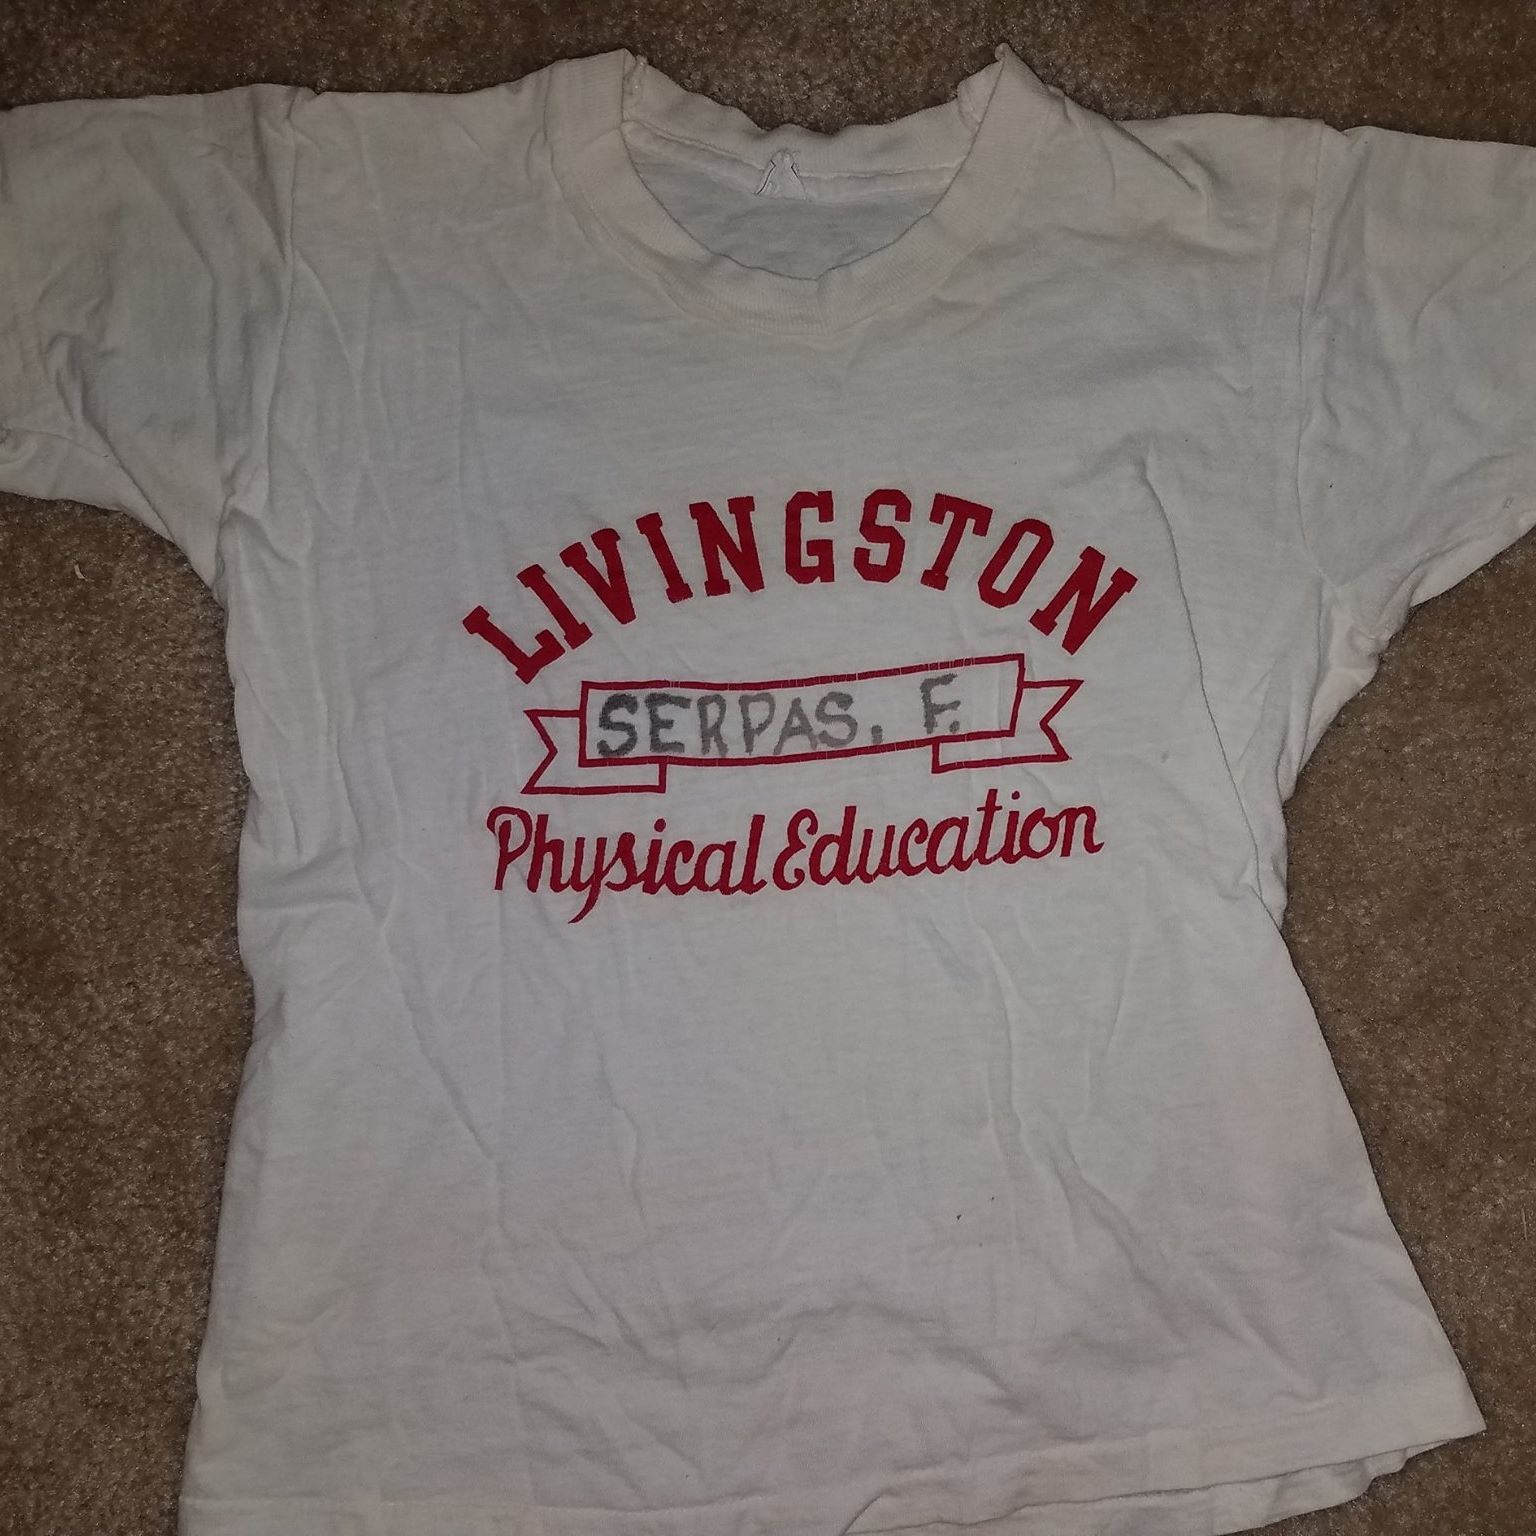 LIVINGSTON
SERPAS. F.
Physical Education